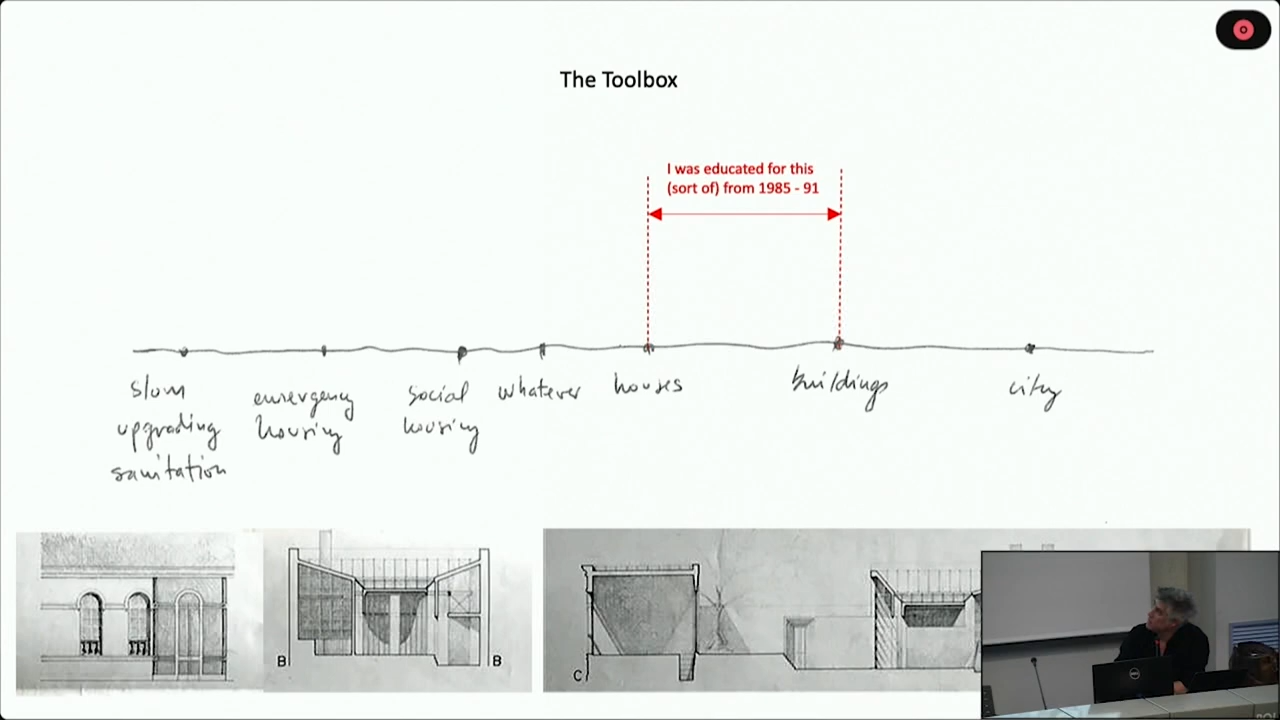 The Toolbox
I was educated for this
(sort of) from 1985 - 91
slum
upgrading
sanitation
emergency
housing
social
housing
whatever
houses
buildings
city
B
B
C
DELL